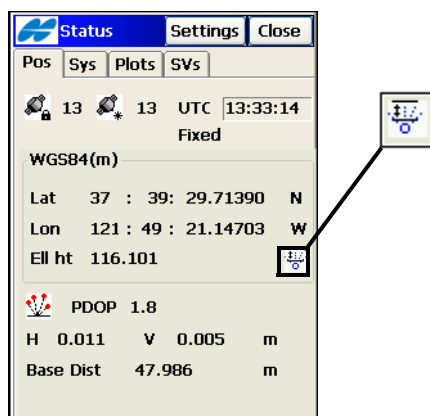 Status Settings Close
Pos Sys Plots SVs
13 13 UTC 13:33:14
Fixed
WGS84(m)
Lat 37 : 39: 29.71390 N
Lon 121 : 49 : 21.14703 W
Ell ht 116.101
PDOP 1.8
H 0.011 V 0.005 m
Base Dist 47.986 m